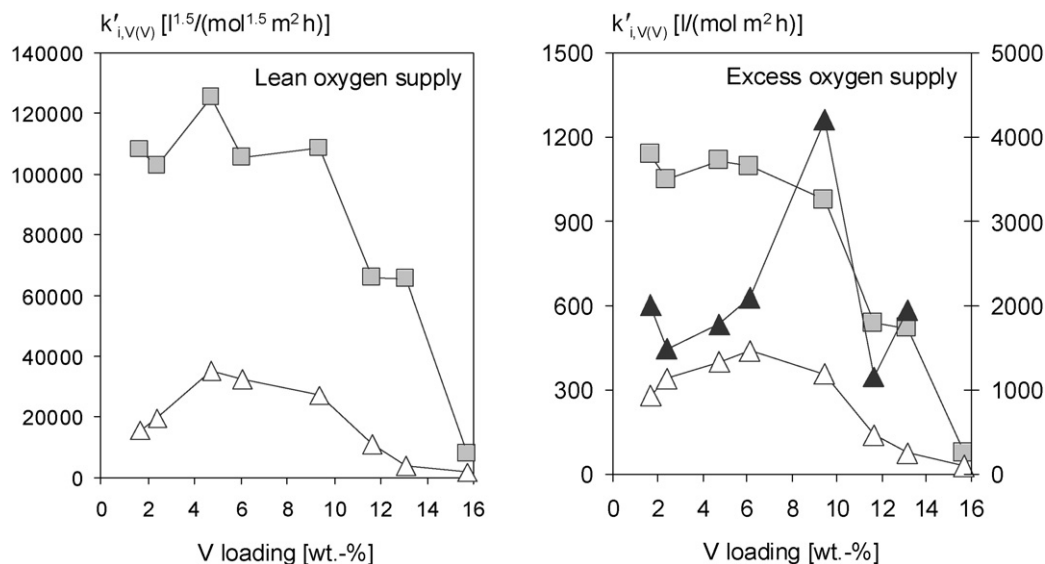 k′i,V(V) [l1.5/(mol1.5 m2 h)]
140000
120000
100000
80000
60000
40000
20000
0
Lean oxygen supply
0 2 4 6 8 10 12 14 16
V loading [wt.-%]
k′i,V(V) [l/(mol m2 h)]
1500
1200
900
600
300
0
Excess oxygen supply
5000
4000
3000
2000
1000
0
0 2 4 6 8 10 12 14 16
V loading [wt.-%]